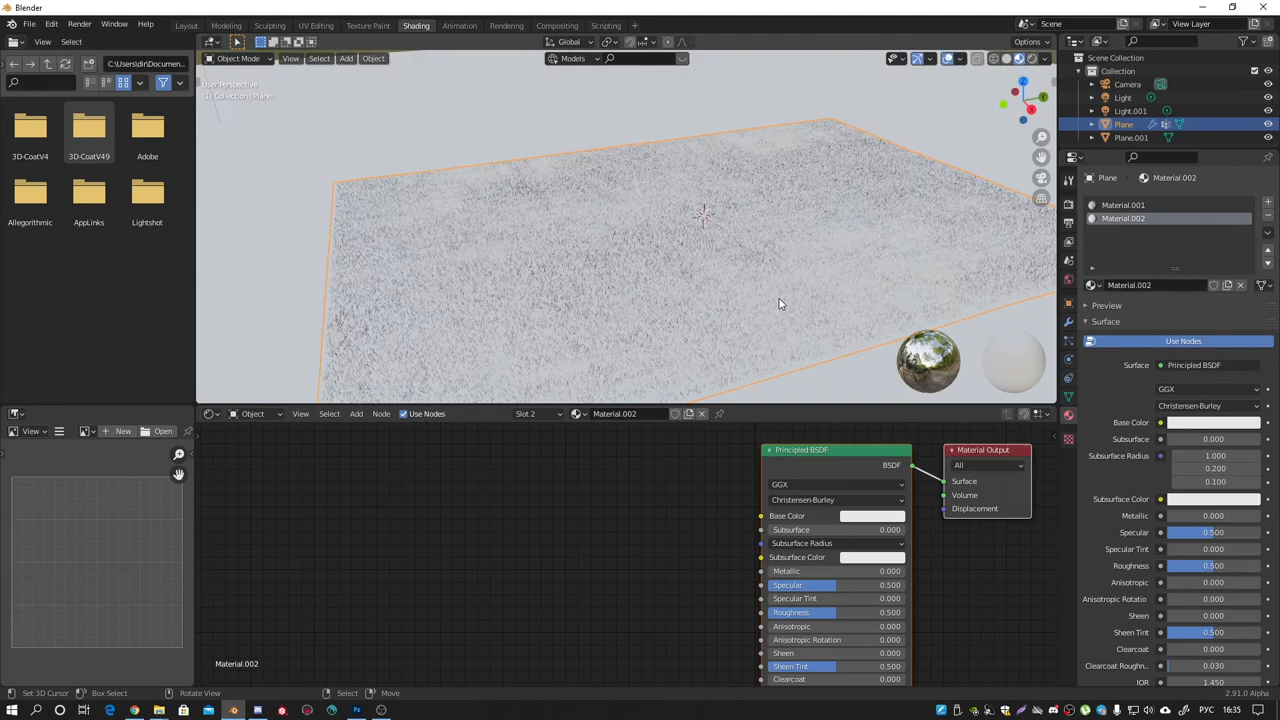 Blender
File Edit Render Window Help Layout Modeling Sculpting UV Editing Texture Paint Shading Animation Rendering Compositing Scripting + Scene View Layer
View Select C:\Users\dir\Documen... Global Options
Object Mode View Select Add Object Models
User Perspective
(1) Collection | Plane
3D-CoatV4 3D-CoatV49 Adobe
Allegorithmic AppLinks Lightshot
Z
Y
X
Scene Collection
Collection
Camera
Light
Light.001
Plane
Plane.001
Plane Material.002
Material.001
Material.002
Material.002
Preview
Surface
Use Nodes
Surface Principled BSDF
GGX
Christensen-Burley
Base Color
Subsurface 0.000
Subsurface Radius 1.000
0.200
0.100
Subsurface Color
Metallic 0.000
Specular 0.500
Specular Tint 0.000
Roughness 0.500
Anisotropic 0.000
Anisotropic Rotatio 0.000
Sheen 0.000
Sheen Tint 0.500
Clearcoat 0.000
Clearcoat Roughn... 0.030
IOR 1.450
View New Open
Object View Select Add Node Use Nodes Slot 2 Material.002
Principled BSDF
BSDF
GGX
Christensen-Burley
Base Color
Subsurface 0.000
Subsurface Radius
Subsurface Color
Metallic 0.000
Specular 0.500
Specular Tint 0.000
Roughness 0.500
Anisotropic 0.000
Anisotropic Rotation 0.000
Sheen 0.000
Sheen Tint 0.500
Clearcoat 0.000
Material Output
All
Surface
Volume
Displacement
Material.002
Set 3D Cursor Box Select Rotate View Select Move 2.91.0 Alpha
РУС 16:35